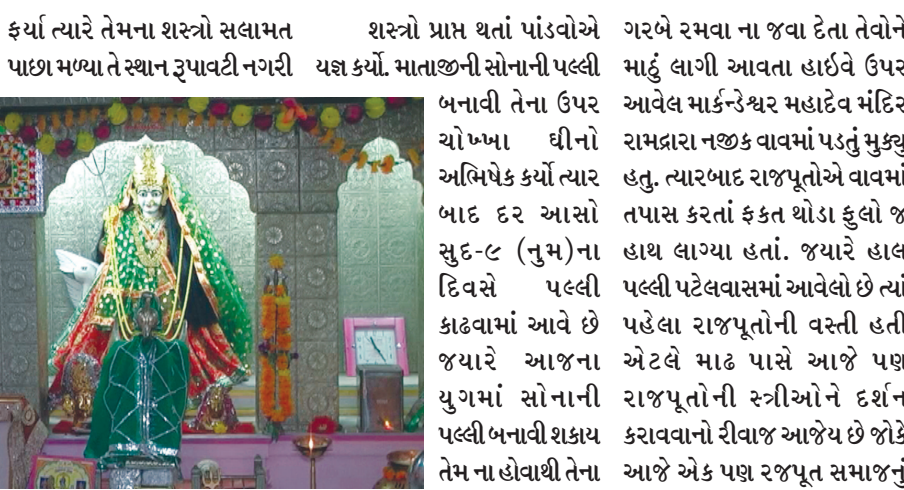 ફર્યા ત્યારે તેમના શસ્ત્રો સલામત
પાછા મળ્યા તે સ્થાન રૂપાવટી નગરી
શસ્ત્રો પ્રાપ્ત થતાં પાંડવોએ
યજ્ઞ કર્યો. માતાજીની સોનાની પલ્લી
બનાવી તેના ઉપર
ચોખ્ખા ઘીનો
અભિષેક કર્યો ત્યાર
બાદ દર આસો
સુદ-૯ (નુમ)ના
દિવસે પલ્લી
કાઢવામાં આવે છે
જયારે આજના
યુગમાં સોનાની
પલ્લી બનાવી શકાય
તેમ ના હોવાથી તેના
ગરબે રમવા ના જવા દેતા તેવોને
માઠું લાગી આવતા હાઇવે ઉપર
આવેલ માર્કન્ડેશ્વર મહાદેવ મંદિર
રામદ્રારા નજીક વાવમાં પડતું મુક્યુ
હતુ. ત્યારબાદ રાજપૂતોએ વાવમાં
તપાસ કરતાં ફકત થોડા ફુલો જ
હાથ લાગ્યા હતાં. જયારે હાલ
પલ્લી પટેલવાસમાં આવેલો છે ત્યાં
પહેલા રાજપૂતોની વસ્તી હતી
એટલે માઢ પાસે આજે પણ
રાજપૂતોની સ્ત્રીઓને દર્શન
કરાવવાનો રીવાજ આજેય છે જોકે
આજે એક પણ રજપૂત સમાજનું